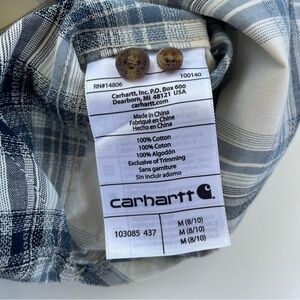 RN#14806 100140
Carhartt, Inc. P.O. Box 600
Dearborn, MI 48121 USA
carhartt.com
Made in China
Fabriqué en Chine
Hecho en China
100% Cotton
100% Coton
100% Algodón
Exclusive of Trimming
Sans garniture
Sin incluir adorno
carhartt
103085 437
M (8/10)
M (8/10)
M (8/10)